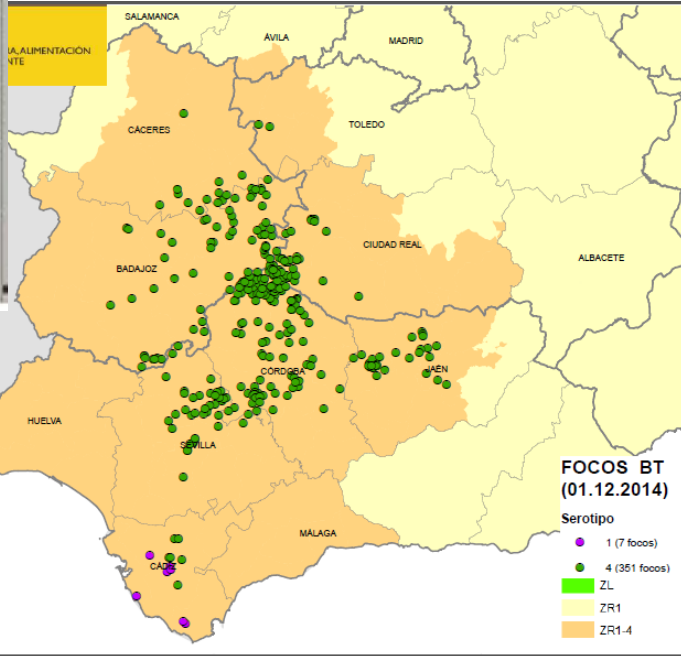 SALAMANCA
ÁVILA
MADRID
RA, ALIMENTACIÓN
NTE
CÁCERES
TOLEDO
CIUDAD REAL
ALBACETE
BADAJOZ
CÓRDOBA
JAÉN
HUELVA
SEVILLA
FOCOS BT
(01.12.2014)
Serotipo
MÁLAGA
1 (7 focos)
CÁDIZ
4 (351 focos)
ZL
ZR1
ZR1-4